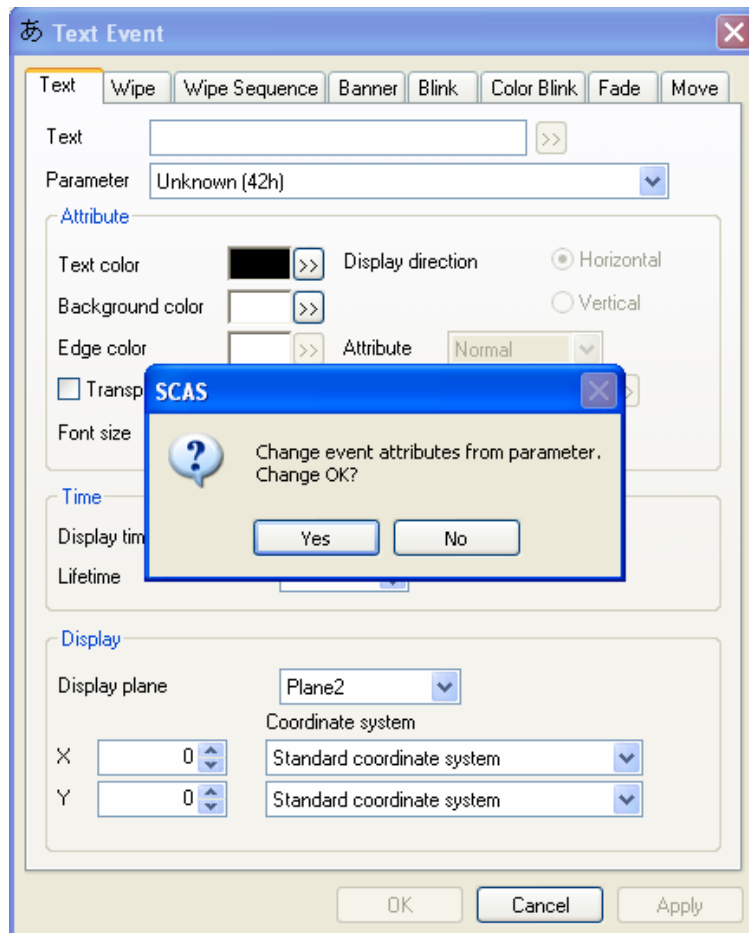 あ Text Event
Text Wipe Wipe Sequence Banner Blink Color Blink Fade Move
Text >>
Parameter Unknown (42h)
Attribute
Text color >> Display direction Horizontal
Background color >> Vertical
Edge color >> Attribute Normal
Transp
SCAS
Font size
Change event attributes from parameter.
Change OK?
Yes No
Time
Display tim
Lifetime
Display
Display plane Plane2
Coordinate system
X 0 Standard coordinate system
Y 0 Standard coordinate system
OK Cancel Apply